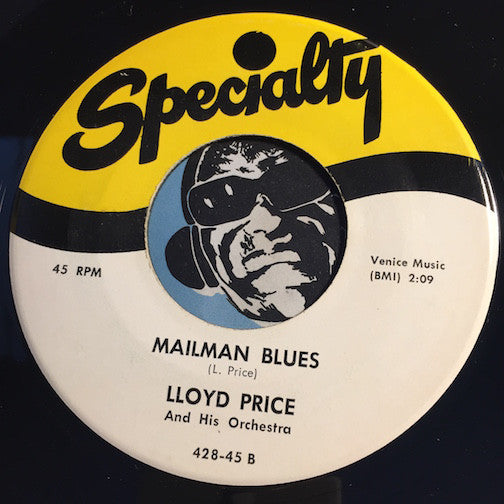 Specialty
45 RPM
Venice Music
(BMI) 2:09
MAILMAN BLUES
(L. Price)
LLOYD PRICE
And His Orchestra
428-45 B